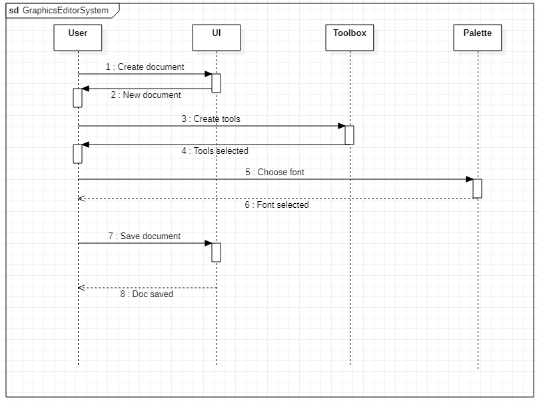 sd GraphicsEditorSystem
User UI Toolbox Palette
1 : Create document
2 : New document
3 : Create tools
4 : Tools selected
5 : Choose font
6 : Font selected
7 : Save document
8 : Doc saved